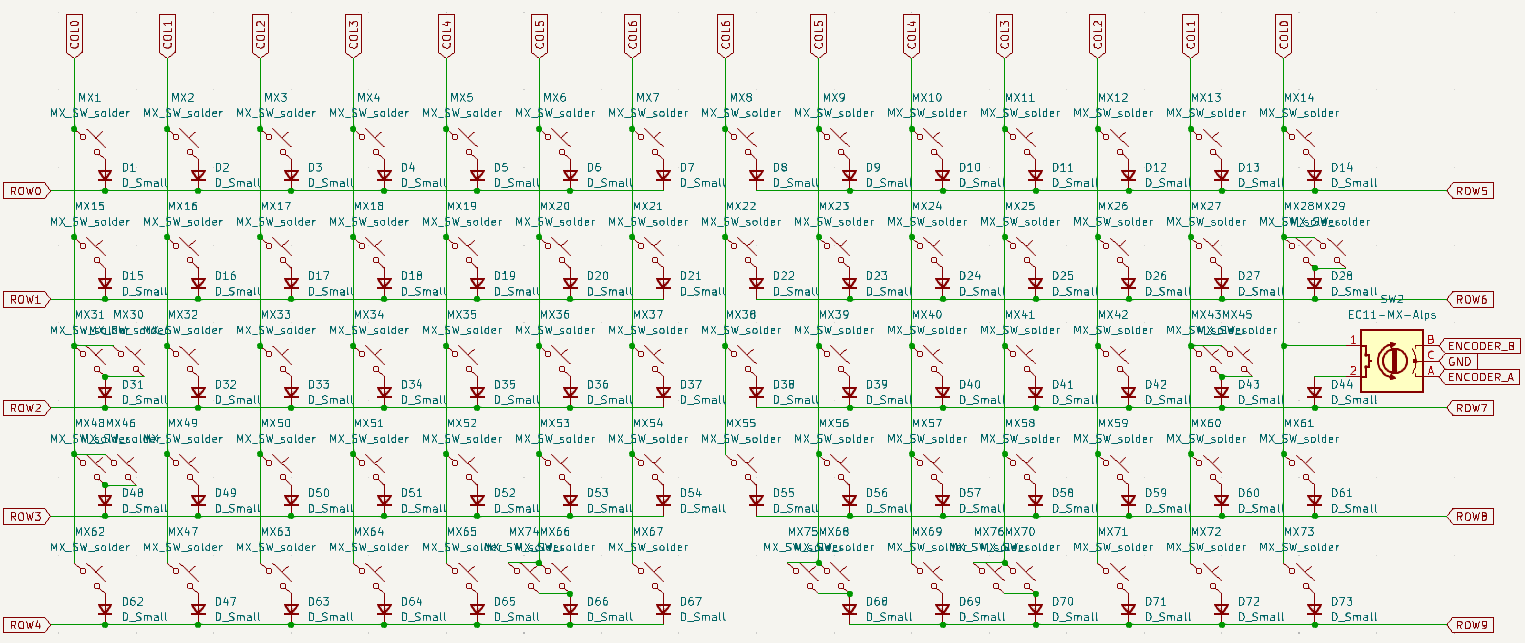 COL0 COL1 COL2 COL3 COL4 COL5 COL6 COL6 COL5 COL4 COL3 COL2 COL1 COL0
MX1 MX2 MX3 MX4 MX5 MX6 MX7 MX8 MX9 MX10 MX11 MX12 MX13 MX14
MX_SW_solder MX_SW_solder MX_SW_solder MX_SW_solder MX_SW_solder MX_SW_solder MX_SW_solder MX_SW_solder MX_SW_solder MX_SW_solder MX_SW_solder MX_SW_solder MX_SW_solder MX_SW_solder
D1 D2 D3 D4 D5 D6 D7 D8 D9 D10 D11 D12 D13 D14
D_Small D_Small D_Small D_Small D_Small D_Small D_Small D_Small D_Small D_Small D_Small D_Small D_Small D_Small
ROW0 ROW5
MX15 MX16 MX17 MX18 MX19 MX20 MX21 MX22 MX23 MX24 MX25 MX26 MX27 MX28 MX29
MX_SW_solder MX_SW_solder MX_SW_solder MX_SW_solder MX_SW_solder MX_SW_solder MX_SW_solder MX_SW_solder MX_SW_solder MX_SW_solder MX_SW_solder MX_SW_solder MX_SW_solder
D15 D16 D17 D18 D19 D20 D21 D22 D23 D24 D25 D26 D27 D28
D_Small D_Small D_Small D_Small D_Small D_Small D_Small D_Small D_Small D_Small D_Small D_Small D_Small D_Small
ROW1 ROW6
SW2
EC11-MX-Alps
MX31 MX30 MX32 MX33 MX34 MX35 MX36 MX37 MX38 MX39 MX40 MX41 MX42 MX43 MX45
MX_SW_solder MX_SW_solder MX_SW_solder MX_SW_solder MX_SW_solder MX_SW_solder MX_SW_solder MX_SW_solder MX_SW_solder MX_SW_solder MX_SW_solder
1 B ENCODER_B
C GND
2 A ENCODER_A
D31 D32 D33 D34 D35 D36 D37 D38 D39 D40 D41 D42 D43 D44
D_Small D_Small D_Small D_Small D_Small D_Small D_Small D_Small D_Small D_Small D_Small D_Small D_Small D_Small
ROW2 ROW7
MX48 MX46 MX49 MX50 MX51 MX52 MX53 MX54 MX55 MX56 MX57 MX58 MX59 MX60 MX61
MX_SW_solder MX_SW_solder MX_SW_solder MX_SW_solder MX_SW_solder MX_SW_solder MX_SW_solder MX_SW_solder MX_SW_solder MX_SW_solder MX_SW_solder MX_SW_solder MX_SW_solder
D48 D49 D50 D51 D52 D53 D54 D55 D56 D57 D58 D59 D60 D61
D_Small D_Small D_Small D_Small D_Small D_Small D_Small D_Small D_Small D_Small D_Small D_Small D_Small D_Small
ROW3 ROW8
MX62 MX47 MX63 MX64 MX65 MX74 MX66 MX67 MX75 MX68 MX69 MX76 MX70 MX71 MX72 MX73
MX_SW_solder MX_SW_solder MX_SW_solder MX_SW_solder MX_SW_solder MX_SW_solder MX_SW_solder MX_SW_solder MX_SW_solder MX_SW_solder
D62 D47 D63 D64 D65 D66 D67 D68 D69 D70 D71 D72 D73
D_Small D_Small D_Small D_Small D_Small D_Small D_Small D_Small D_Small D_Small D_Small D_Small D_Small
ROW4 ROW9